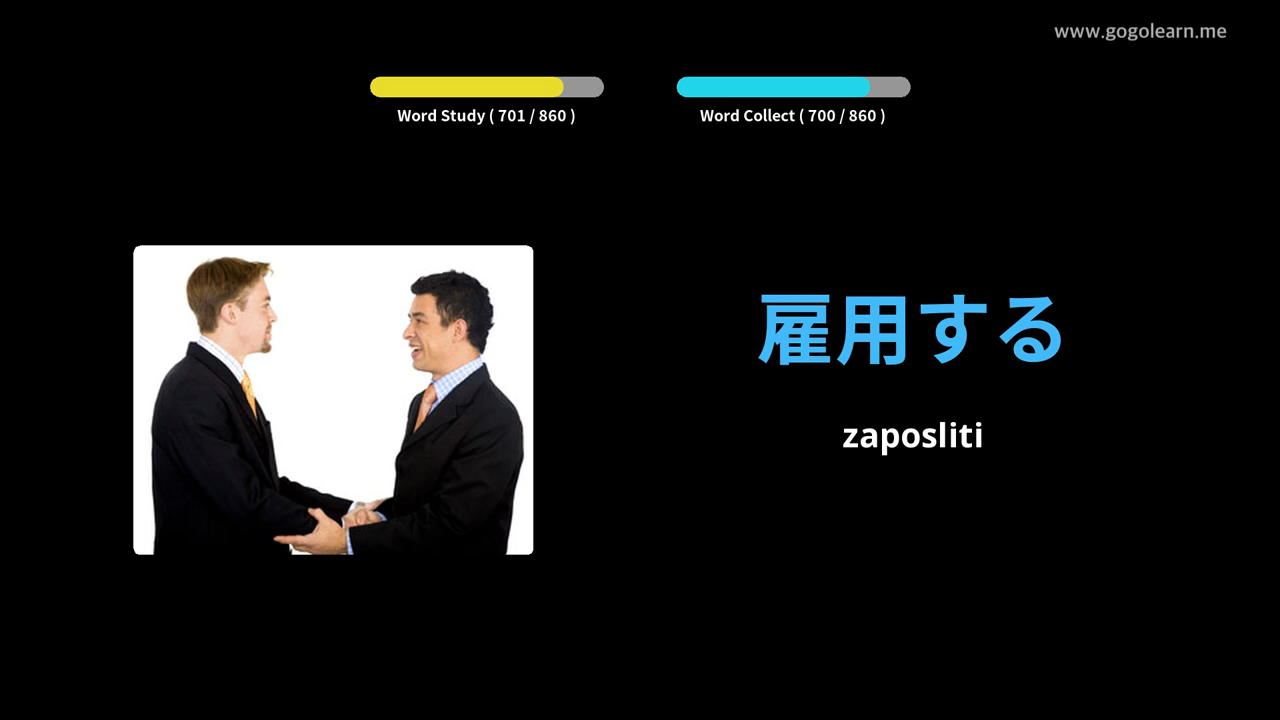 www.gogolearn.me
Word Study ( 701 / 860 )
Word Collect ( 700 / 860 )
雇用する
zaposliti